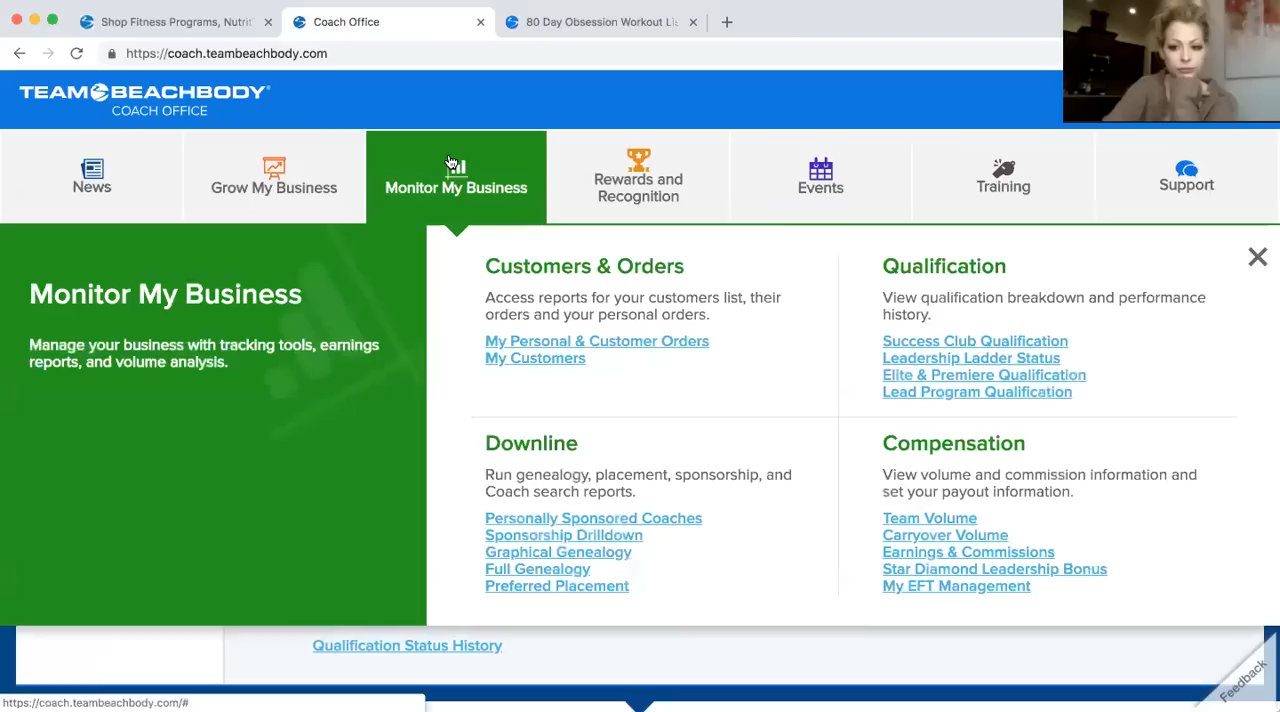 Shop Fitness Programs, Nutrit
Coach Office
80 Day Obsession Workout Li
https://coach.teambeachbody.com
TEAM BEACHBODY
COACH OFFICE
News
Grow My Business
Monitor My Business
Rewards and
Recognition
Events
Training
Support
Monitor My Business
Manage your business with tracking tools, earnings
reports, and volume analysis.
Customers & Orders
Access reports for your customers list, their
orders and your personal orders.
My Personal & Customer Orders
My Customers
Qualification
View qualification breakdown and performance
history.
Success Club Qualification
Leadership Ladder Status
Elite & Premiere Qualification
Lead Program Qualification
Downline
Run genealogy, placement, sponsorship, and
Coach search reports.
Personally Sponsored Coaches
Sponsorship Drilldown
Graphical Genealogy
Full Genealogy
Preferred Placement
Compensation
View volume and commission information and
set your payout information.
Team Volume
Carryover Volume
Earnings & Commissions
Star Diamond Leadership Bonus
My EFT Management
Qualification Status History
Feedback
https://coach.teambeachbody.com/#